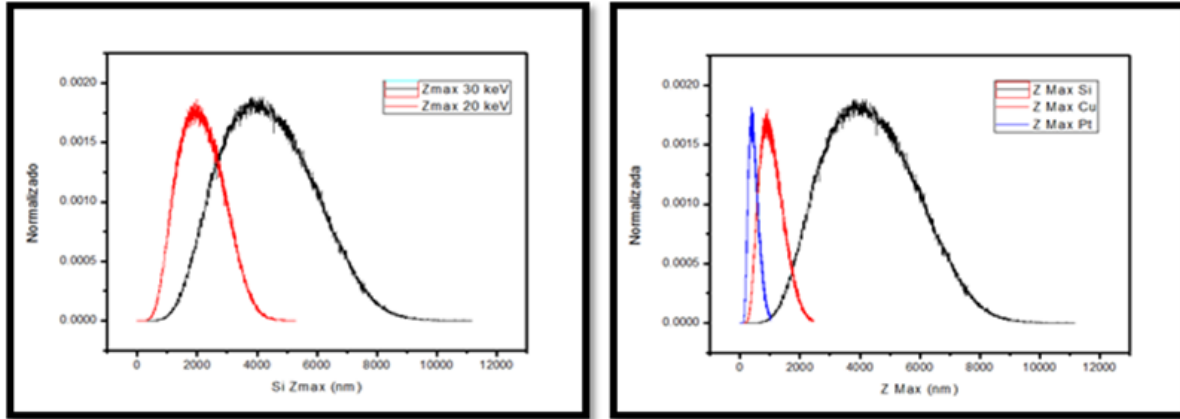 0.0020
0.0015
0.0010
0.0005
0.0000
Normalizado
Zmax 30 keV
Zmax 20 keV
0 2000 4000 6000 8000 10000 12000
Si Zmax (nm)
0.0020
0.0015
0.0010
0.0005
0.0000
Normalizada
Z Max Si
Z Max Cu
Z Max Pt
0 2000 4000 6000 8000 10000 12000
Z Max (nm)